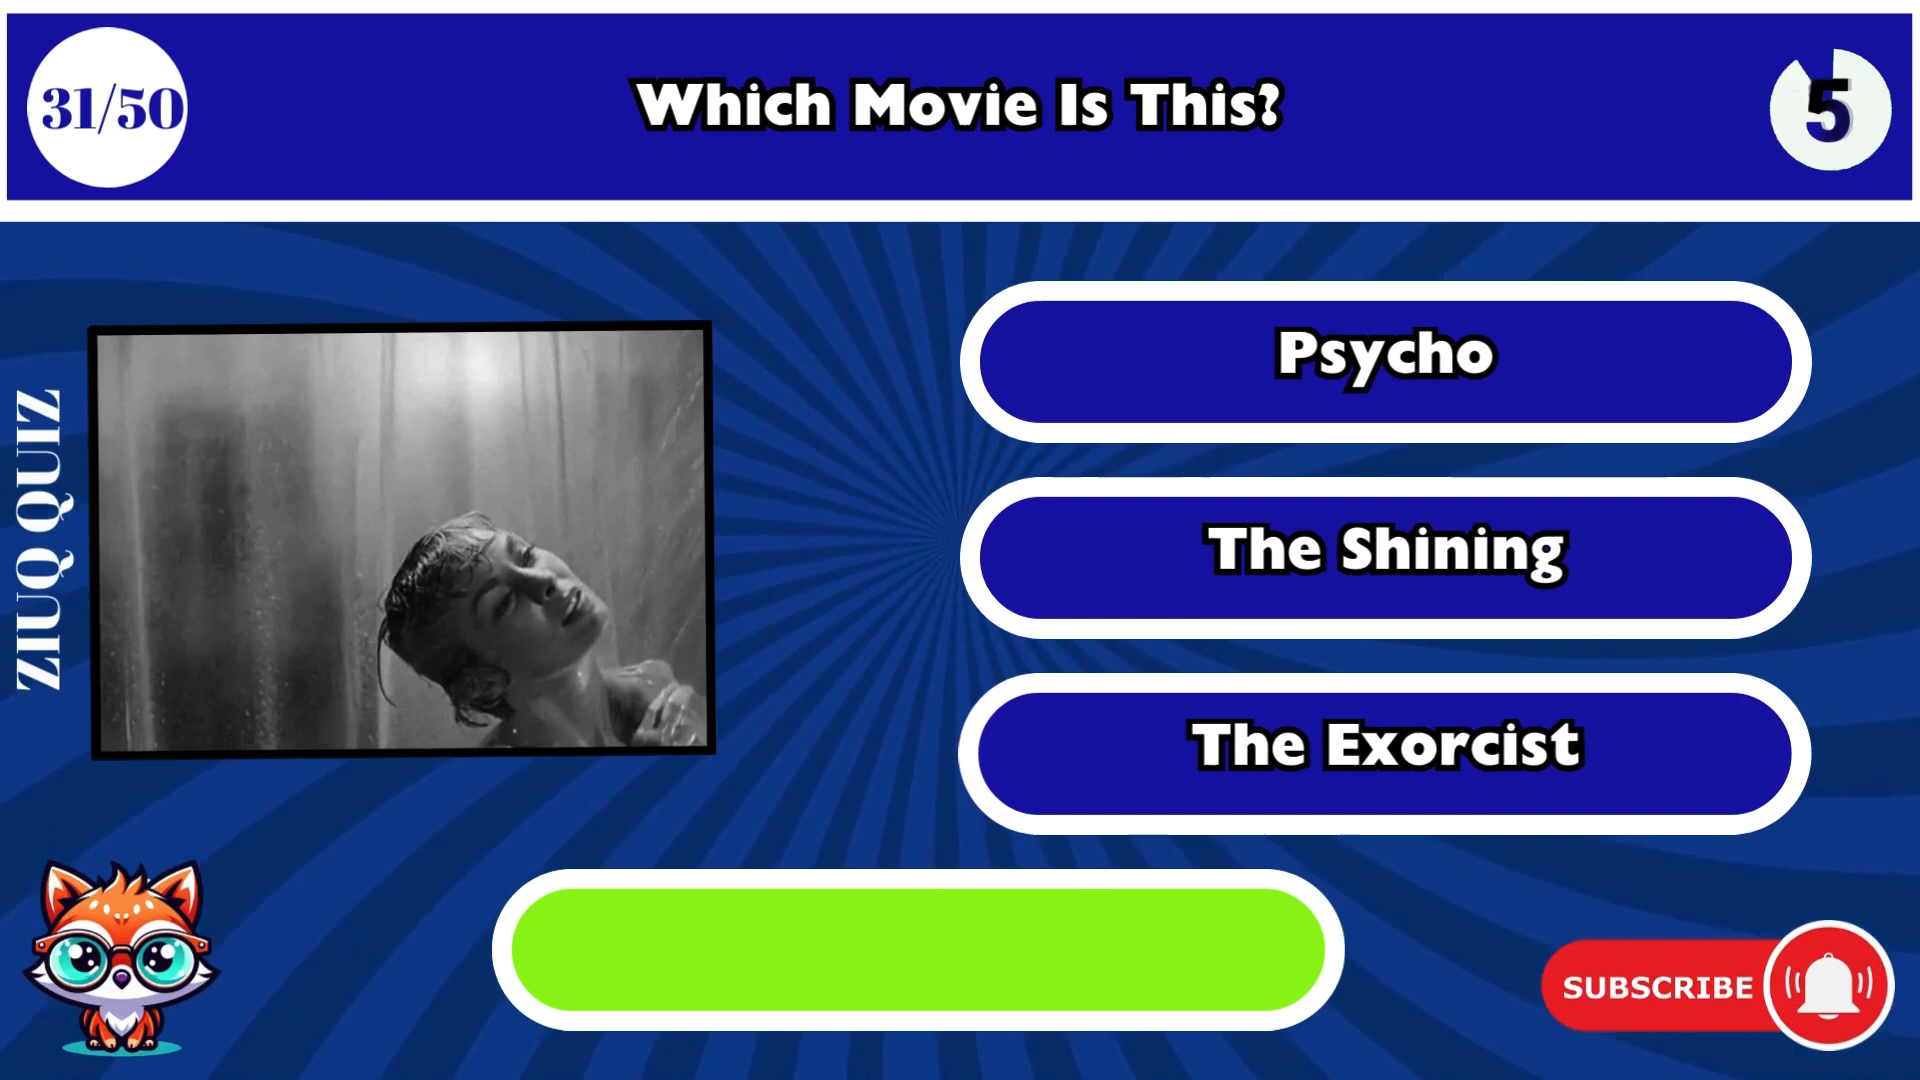 31/50
Which Movie Is This?
5
ZIUQ QUIZ
Psycho
The Shining
The Exorcist
SUBSCRIBE